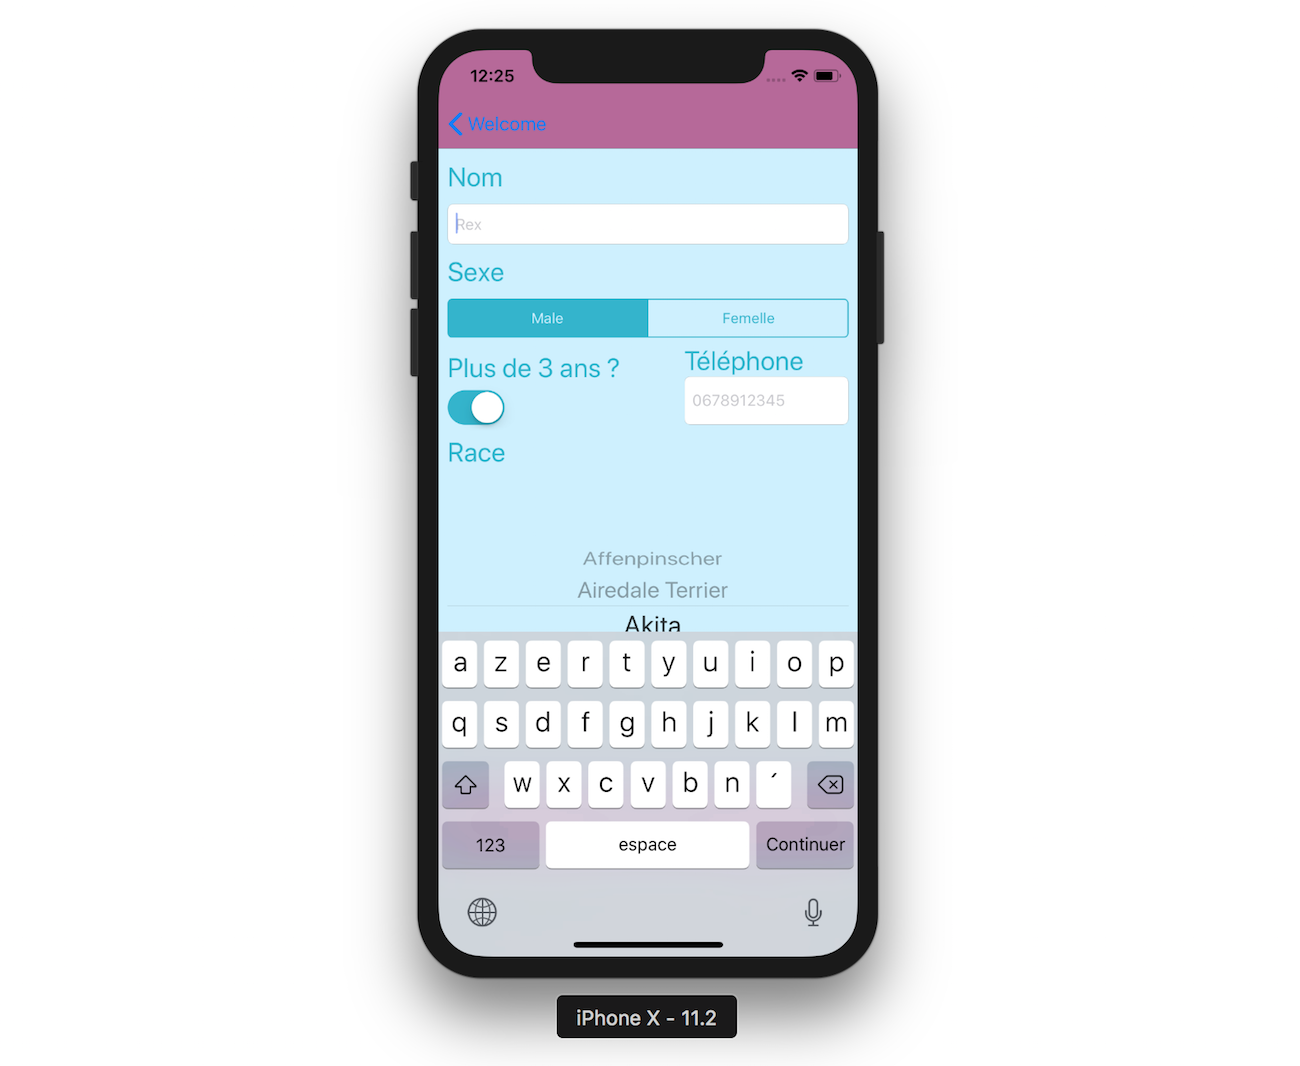 12:25
Welcome
Nom
Rex
Sexe
Male Femelle
Plus de 3 ans ? Téléphone
0678912345
Race
Affenpinscher
Airedale Terrier
Akita
a z e r t y u i o p
q s d f g h j k l m
w x c v b n ´
123 espace Continuer
iPhone X - 11.2